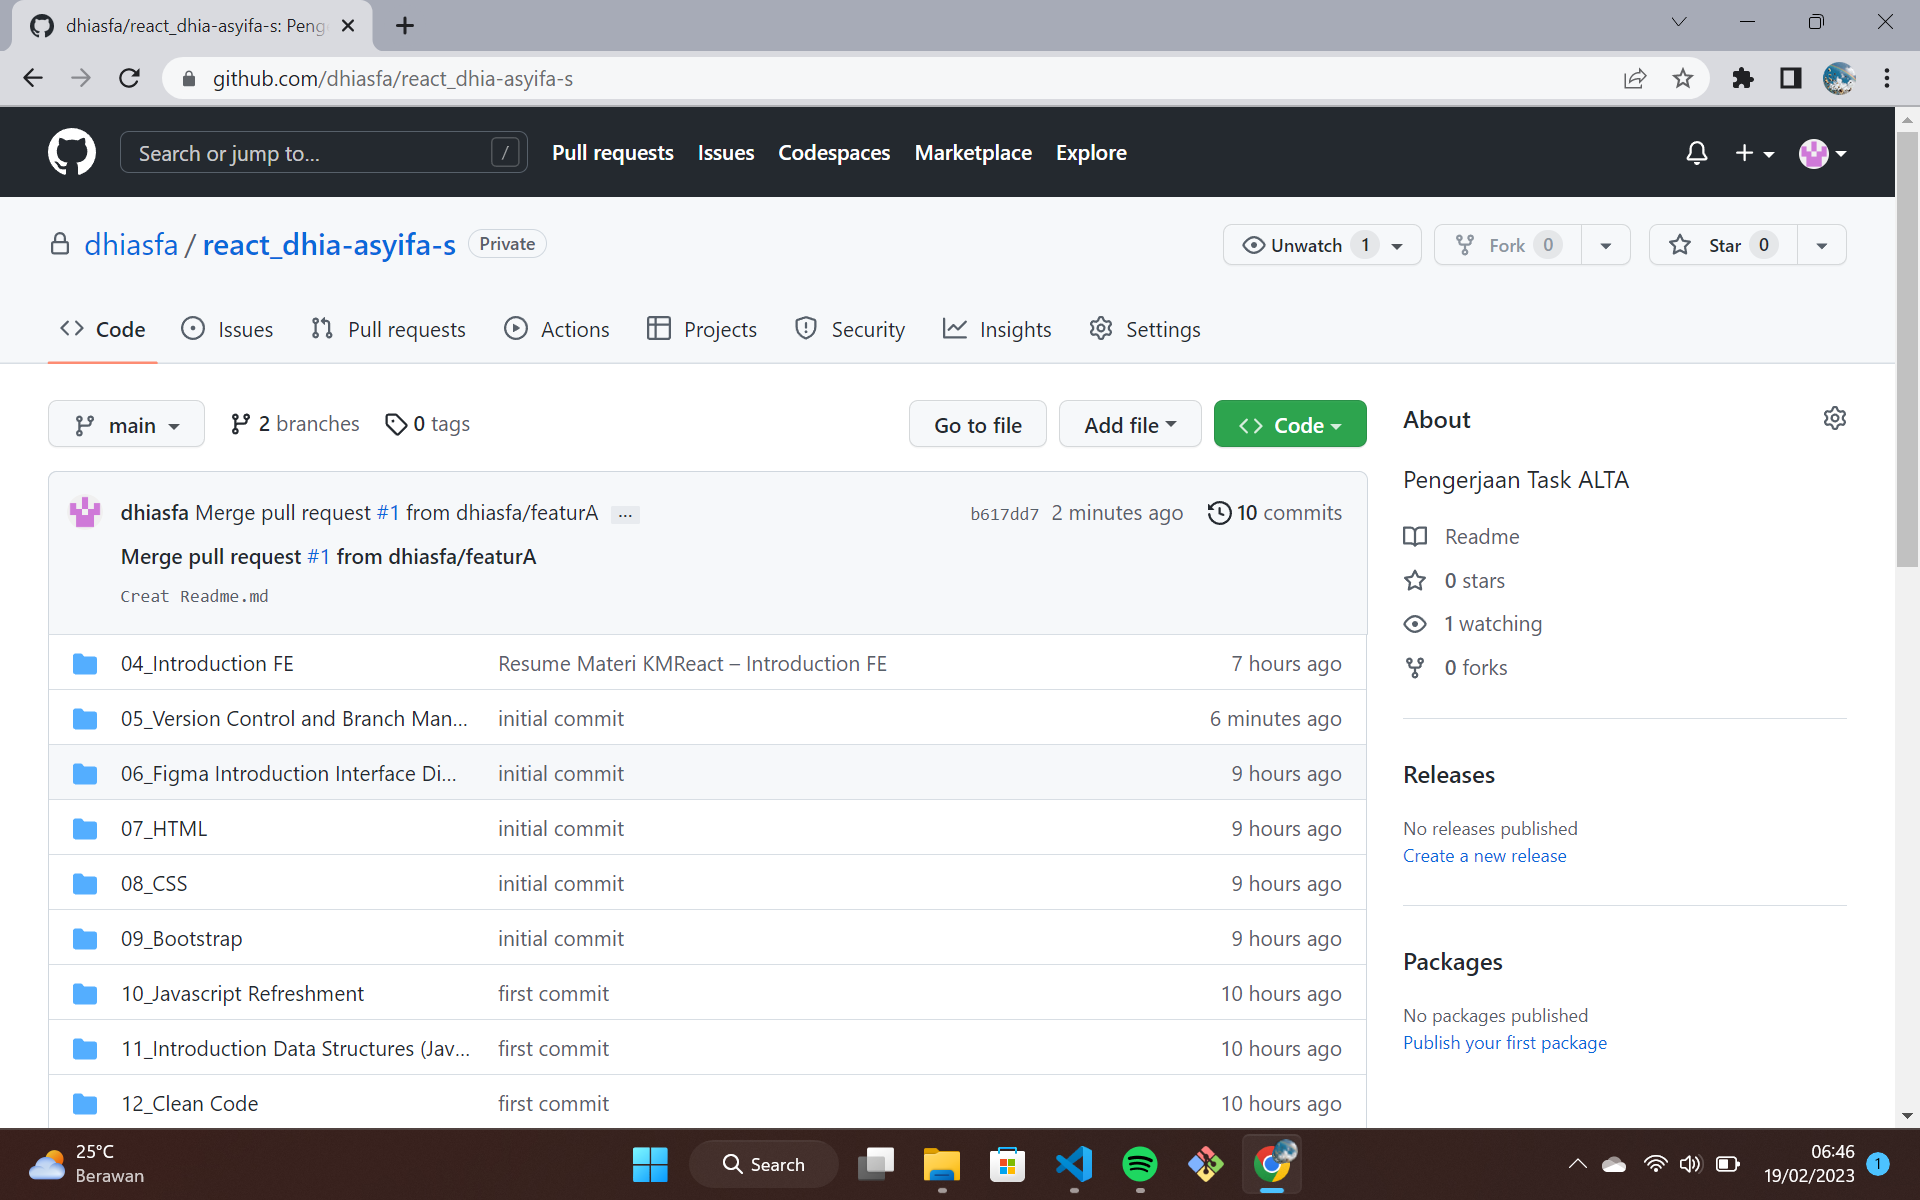 dhiasfa/react_dhia-asyifa-s: Peng
github.com/dhiasfa/react_dhia-asyifa-s
Search or jump to... /
Pull requests Issues Codespaces Marketplace Explore
dhiasfa / react_dhia-asyifa-s Private
Unwatch 1 Fork 0 Star 0
Code Issues Pull requests Actions Projects Security Insights Settings
main 2 branches 0 tags Go to file Add file Code
dhiasfa Merge pull request #1 from dhiasfa/featurA ... b617dd7 2 minutes ago 10 commits
Merge pull request #1 from dhiasfa/featurA
Creat Readme.md
04_Introduction FE Resume Materi KMReact – Introduction FE 7 hours ago
05_Version Control and Branch Man... initial commit 6 minutes ago
06_Figma Introduction Interface Di... initial commit 9 hours ago
07_HTML initial commit 9 hours ago
08_CSS initial commit 9 hours ago
09_Bootstrap initial commit 9 hours ago
10_Javascript Refreshment first commit 10 hours ago
11_Introduction Data Structures (Jav... first commit 10 hours ago
12_Clean Code first commit 10 hours ago
About
Pengerjaan Task ALTA
Readme
0 stars
1 watching
0 forks
Releases
No releases published
Create a new release
Packages
No packages published
Publish your first package
25°C
Berawan
Search
06:46
19/02/2023
1